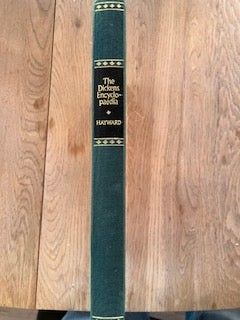 The
Dickens
Encyclo-
paedia
HAYWARD